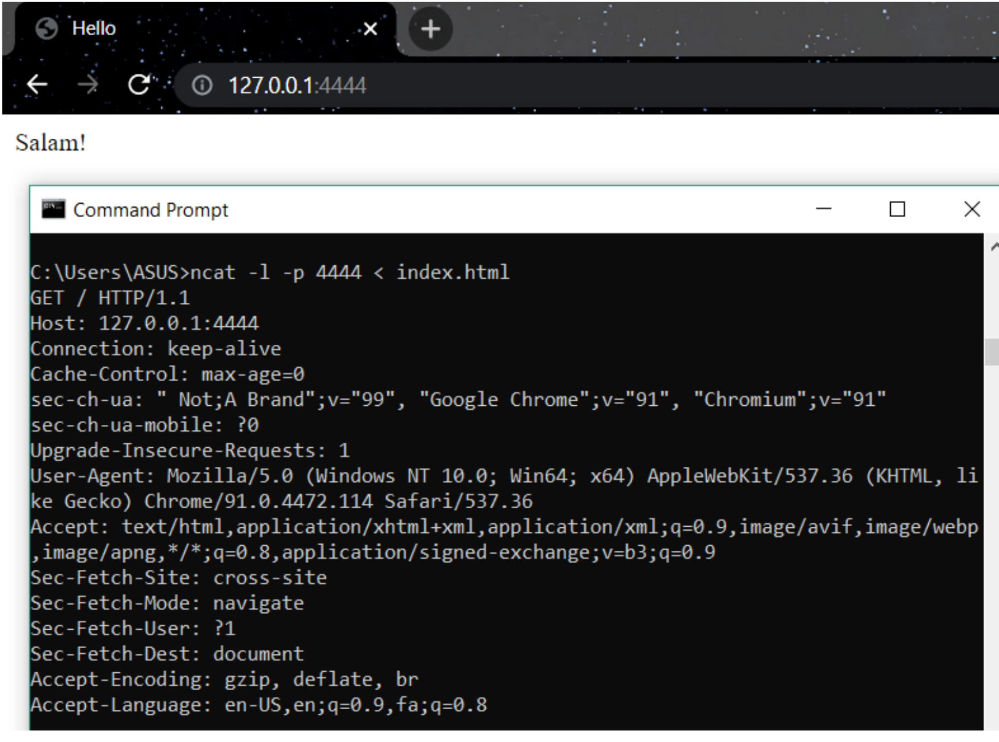 Hello
127.0.0.1:4444
Salam!
Command Prompt
C:\Users\ASUS>ncat -l -p 4444 < index.html
GET / HTTP/1.1
Host: 127.0.0.1:4444
Connection: keep-alive
Cache-Control: max-age=0
sec-ch-ua: " Not;A Brand";v="99", "Google Chrome";v="91", "Chromium";v="91"
sec-ch-ua-mobile: ?0
Upgrade-Insecure-Requests: 1
User-Agent: Mozilla/5.0 (Windows NT 10.0; Win64; x64) AppleWebKit/537.36 (KHTML, li
ke Gecko) Chrome/91.0.4472.114 Safari/537.36
Accept: text/html,application/xhtml+xml,application/xml;q=0.9,image/avif,image/webp
,image/apng,*/*;q=0.8,application/signed-exchange;v=b3;q=0.9
Sec-Fetch-Site: cross-site
Sec-Fetch-Mode: navigate
Sec-Fetch-User: ?1
Sec-Fetch-Dest: document
Accept-Encoding: gzip, deflate, br
Accept-Language: en-US,en;q=0.9,fa;q=0.8